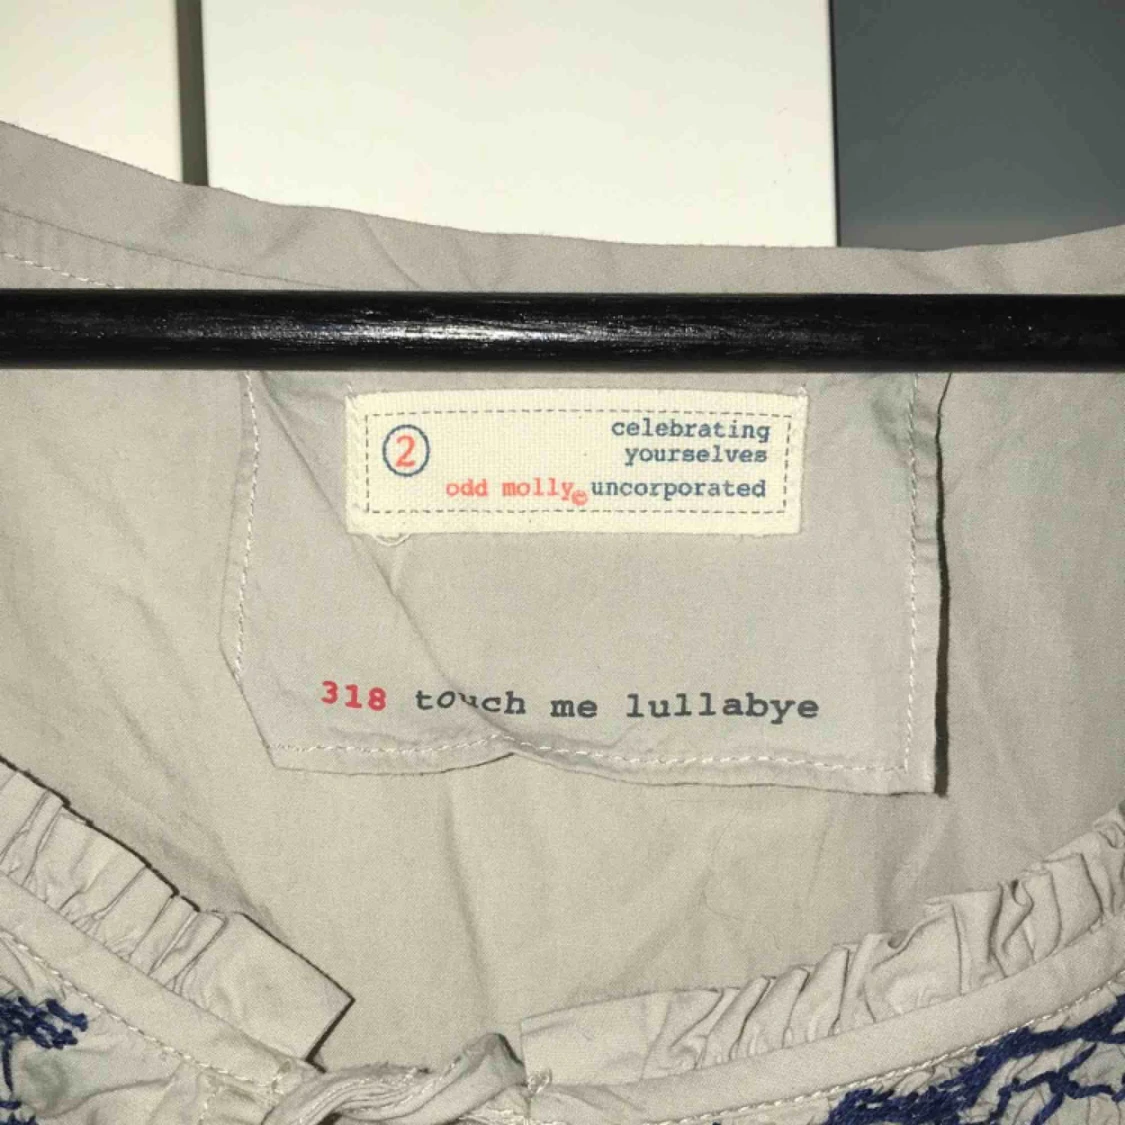 2
celebrating
yourselves
odd molly© uncorporated
318 touch me lullabye